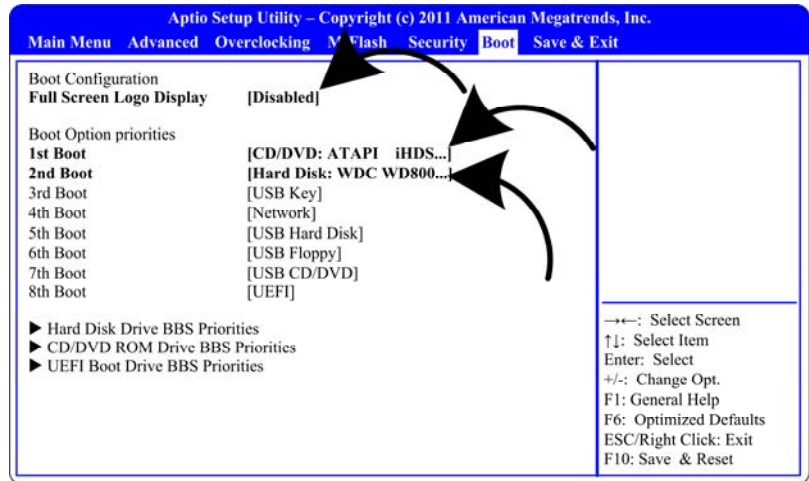 Aptio Setup Utility – Copyright (c) 2011 American Megatrends, Inc.
Main Menu Advanced Overclocking Flash Security Boot Save & Exit
Boot Configuration
Full Screen Logo Display [Disabled]
Boot Option priorities
1st Boot [CD/DVD: ATAPI iHDS...]
2nd Boot [Hard Disk: WDC WD800...]
3rd Boot [USB Key]
4th Boot [Network]
5th Boot [USB Hard Disk]
6th Boot [USB Floppy]
7th Boot [USB CD/DVD]
8th Boot [UEFI]
▶ Hard Disk Drive BBS Priorities
▶ CD/DVD ROM Drive BBS Priorities
▶ UEFI Boot Drive BBS Priorities
→←: Select Screen
↑↓: Select Item
Enter: Select
+/-: Change Opt.
F1: General Help
F6: Optimized Defaults
ESC/Right Click: Exit
F10: Save & Reset